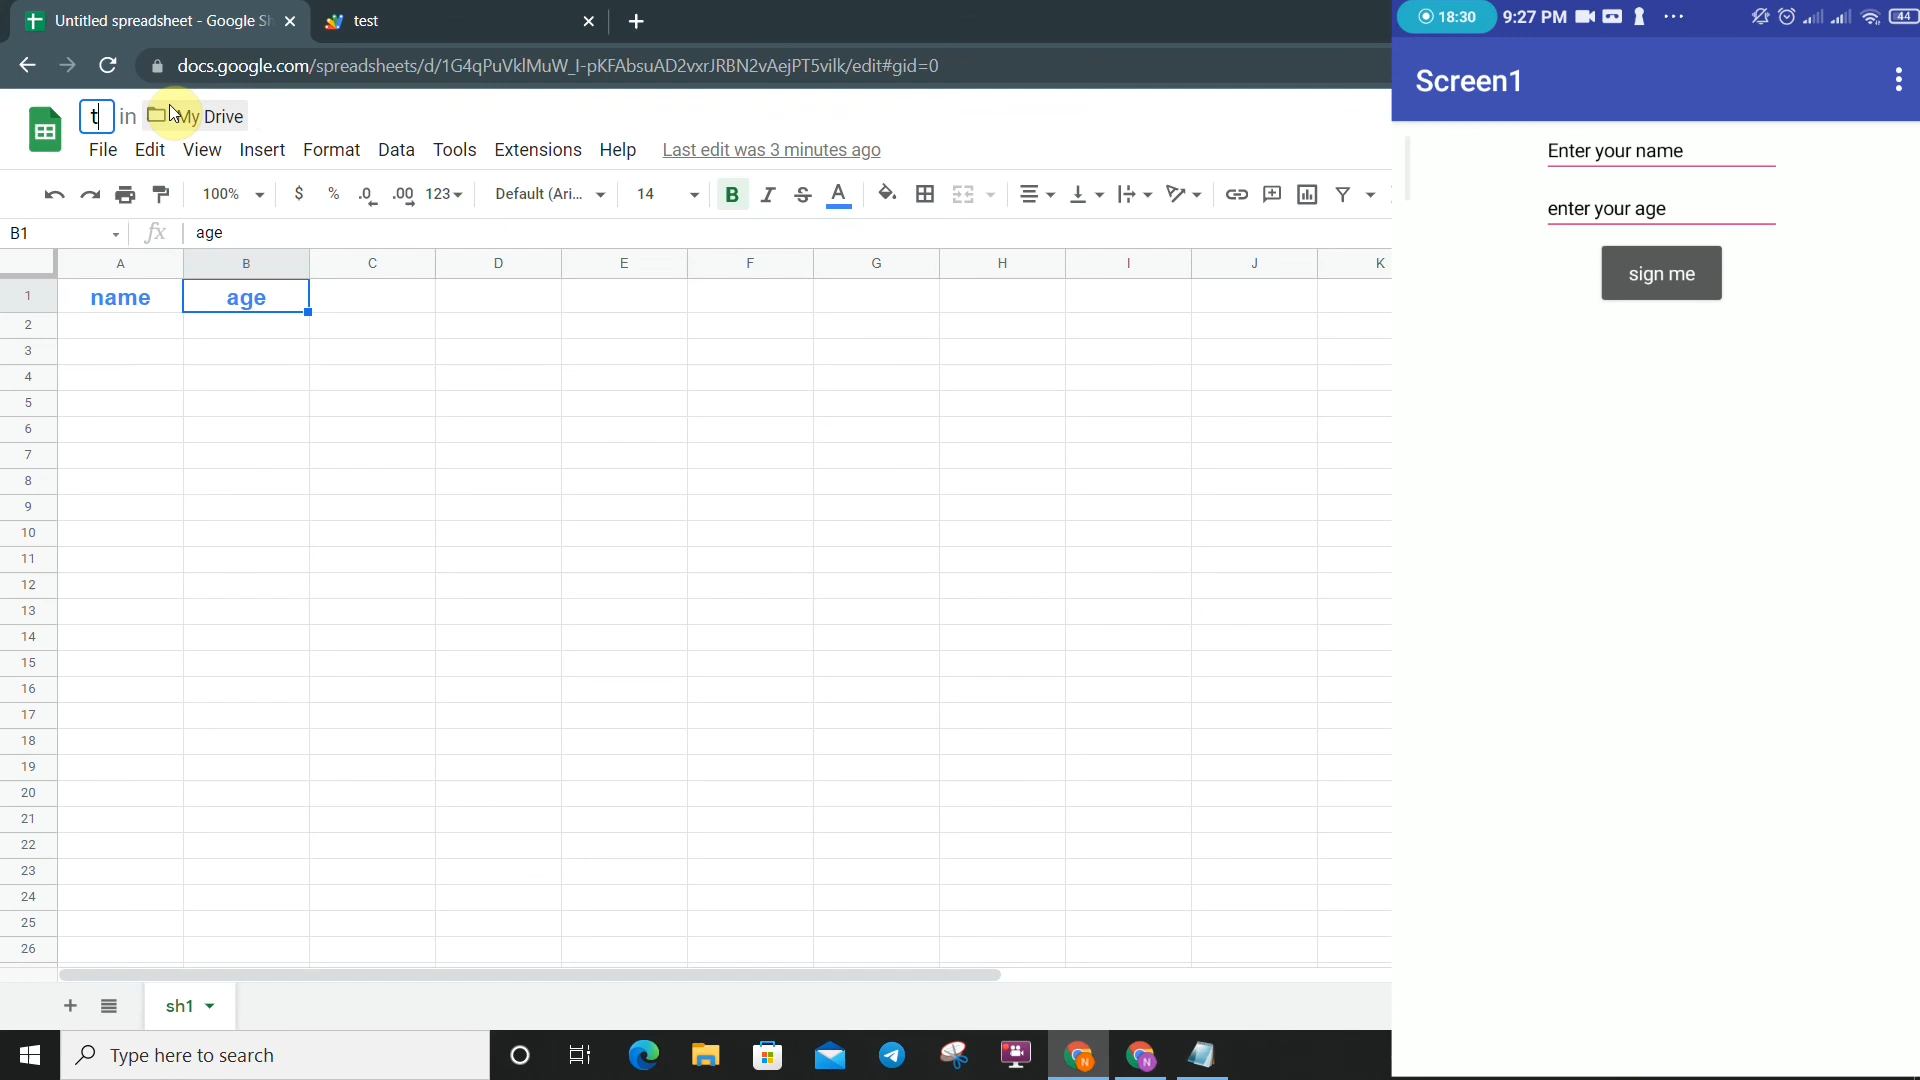 Untitled spreadsheet - Google Sh
test
docs.google.com/spreadsheets/d/1G4qPuVklMuW_I-pKFAbsuAD2vxrJRBN2vAejPT5vilk/edit#gid=0
t in My Drive
File Edit View Insert Format Data Tools Extensions Help Last edit was 3 minutes ago
100% $ % .0 .00 123 Default (Ari... 14 B I S A
B1 fx age
A B C D E F G H I J K
1 name age
2
3
4
5
6
7
8
9
10
11
12
13
14
15
16
17
18
19
20
21
22
23
24
25
26
sh1
Type here to search
N N
18:30 9:27 PM 44
Screen1
Enter your name
enter your age
sign me